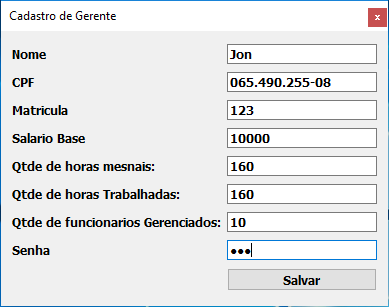 Cadastro de Gerente x
Nome Jon
CPF 065.490.255-08
Matricula 123
Salario Base 10000
Qtde de horas mesnais: 160
Qtde de horas Trabalhadas: 160
Qtde de funcionarios Gerenciados: 10
Senha •••
Salvar